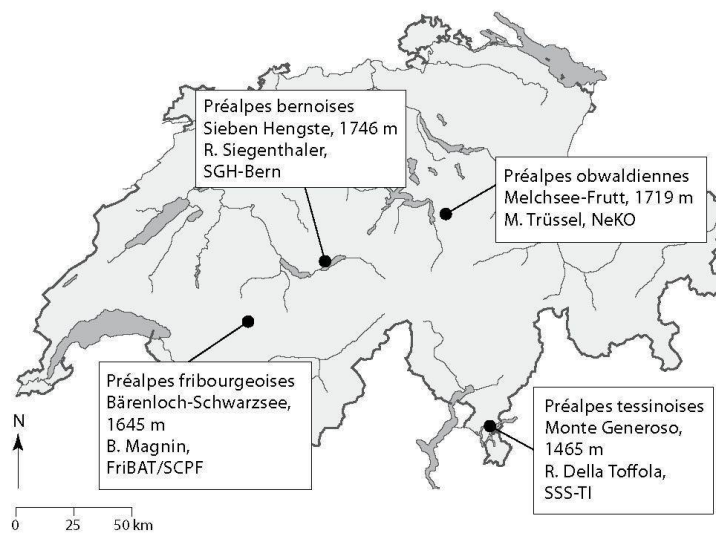 Préalpes bernoises
Sieben Hengste, 1746 m
R. Siegenthaler,
SGH-Bern
Préalpes obwaldiennes
Melchsee-Frutt, 1719 m
M. Trüssel, NeKO
Préalpes fribourgeoises
Bärenloch-Schwarzsee,
1645 m
B. Magnin,
FriBAT/SCPF
Préalpes tessinoises
Monte Generoso,
1465 m
R. Della Toffola,
SSS-TI
N
0 25 50 km